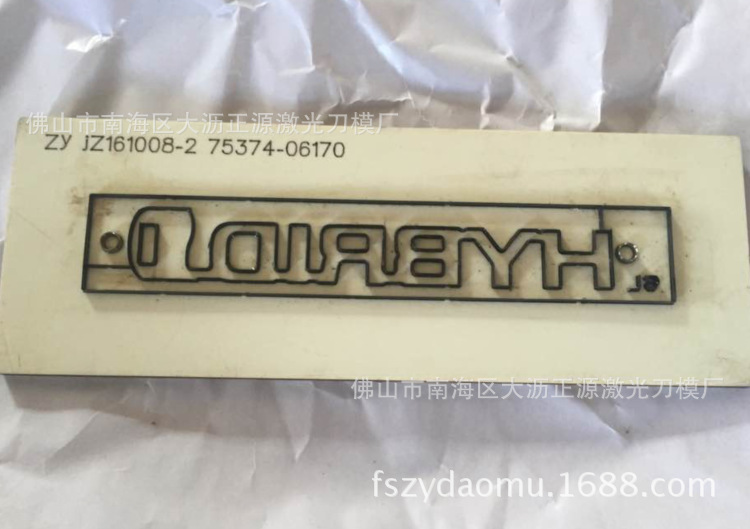 佛山市南海区大沥正源激光刀模厂
ZY JZ161008-2 75374-06170
HYBRID
佛山市南海区大沥正源激光刀模厂
fszydaomu.1688.com